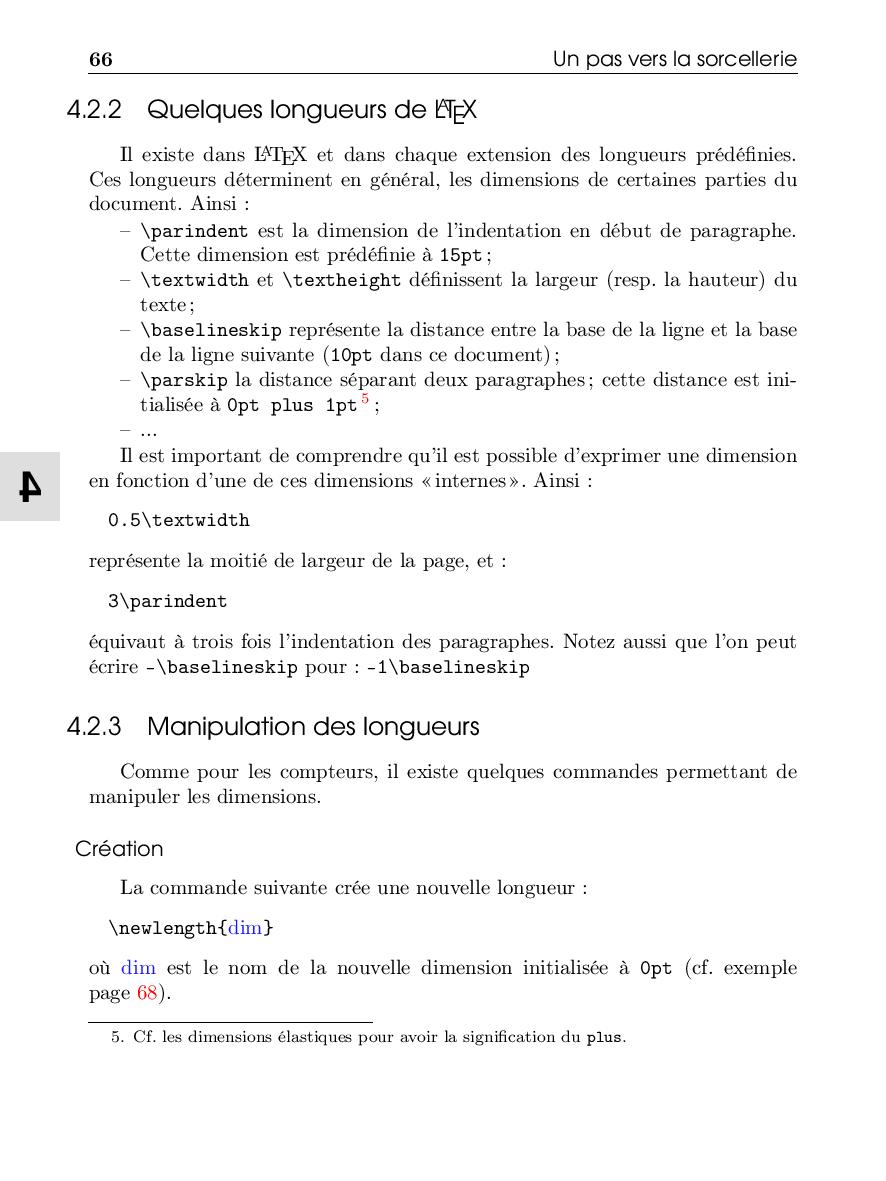 66 Un pas vers la sorcellerie
4.2.2 Quelques longueurs de LATEX
Il existe dans LATEX et dans chaque extension des longueurs prédéfinies.
Ces longueurs déterminent en général, les dimensions de certaines parties du
document. Ainsi :
– \parindent est la dimension de l'indentation en début de paragraphe.
Cette dimension est prédéfinie à 15pt ;
– \textwidth et \textheight définissent la largeur (resp. la hauteur) du
texte ;
– \baselineskip représente la distance entre la base de la ligne et la base
de la ligne suivante (10pt dans ce document) ;
– \parskip la distance séparant deux paragraphes ; cette distance est ini-
tialisée à 0pt plus 1pt 5 ;
– ...
Il est important de comprendre qu'il est possible d'exprimer une dimension
en fonction d'une de ces dimensions « internes ». Ainsi :
4
0.5\textwidth
représente la moitié de largeur de la page, et :
3\parindent
équivaut à trois fois l'indentation des paragraphes. Notez aussi que l'on peut
écrire -\baselineskip pour : -1\baselineskip
4.2.3 Manipulation des longueurs
Comme pour les compteurs, il existe quelques commandes permettant de
manipuler les dimensions.
Création
La commande suivante crée une nouvelle longueur :
\newlength{dim}
où dim est le nom de la nouvelle dimension initialisée à 0pt (cf. exemple
page 68).
5. Cf. les dimensions élastiques pour avoir la signification du plus.